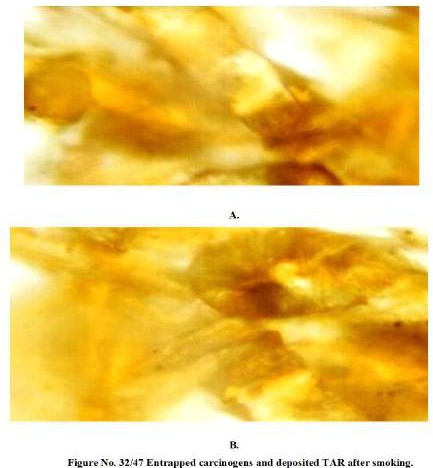 A.
B.
Figure No. 32/47 Entrapped carcinogens and deposited TAR after smoking.